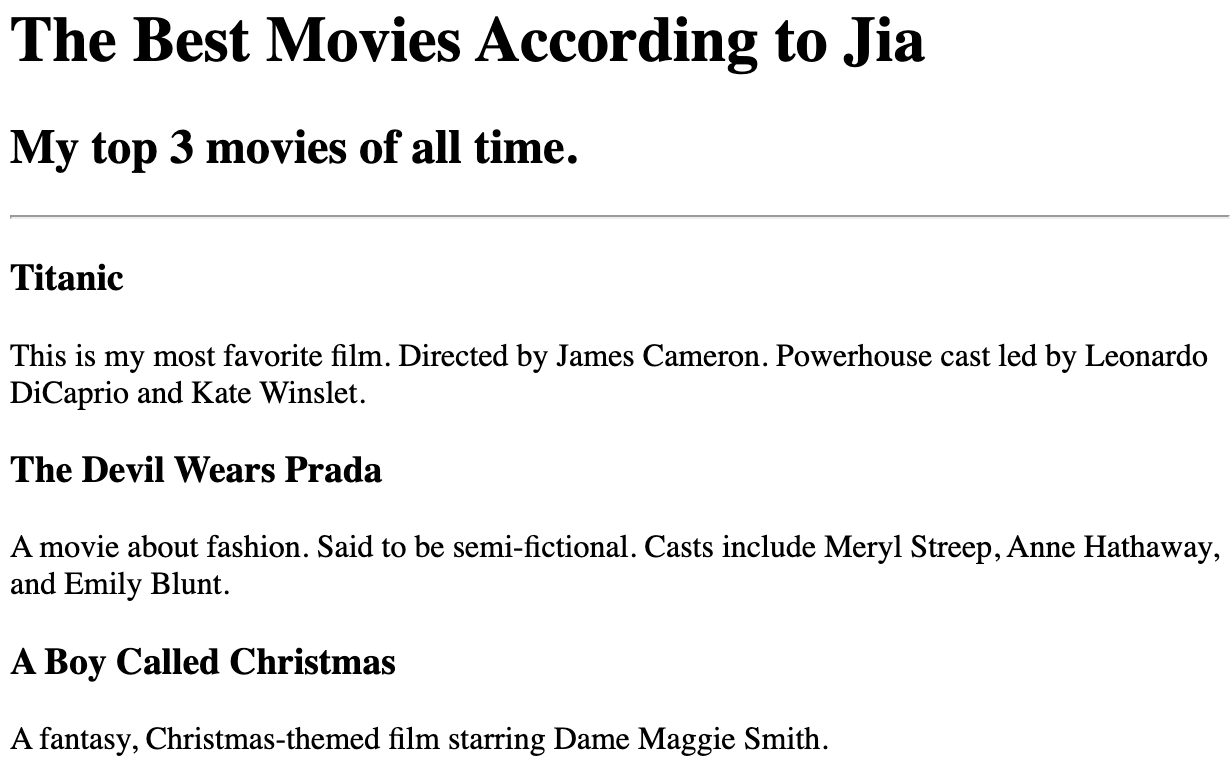 The Best Movies According to Jia
My top 3 movies of all time.
Titanic
This is my most favorite film. Directed by James Cameron. Powerhouse cast led by Leonardo
DiCaprio and Kate Winslet.
The Devil Wears Prada
A movie about fashion. Said to be semi-fictional. Casts include Meryl Streep, Anne Hathaway,
and Emily Blunt.
A Boy Called Christmas
A fantasy, Christmas-themed film starring Dame Maggie Smith.